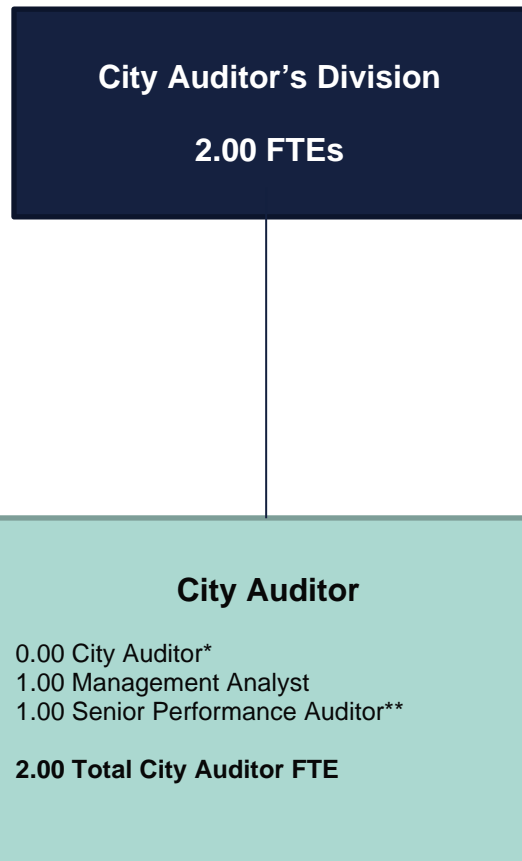 City Auditor’s Division
2.00 FTEs
City Auditor
0.00 City Auditor*
1.00 Management Analyst
1.00 Senior Performance Auditor**
2.00 Total City Auditor FTE